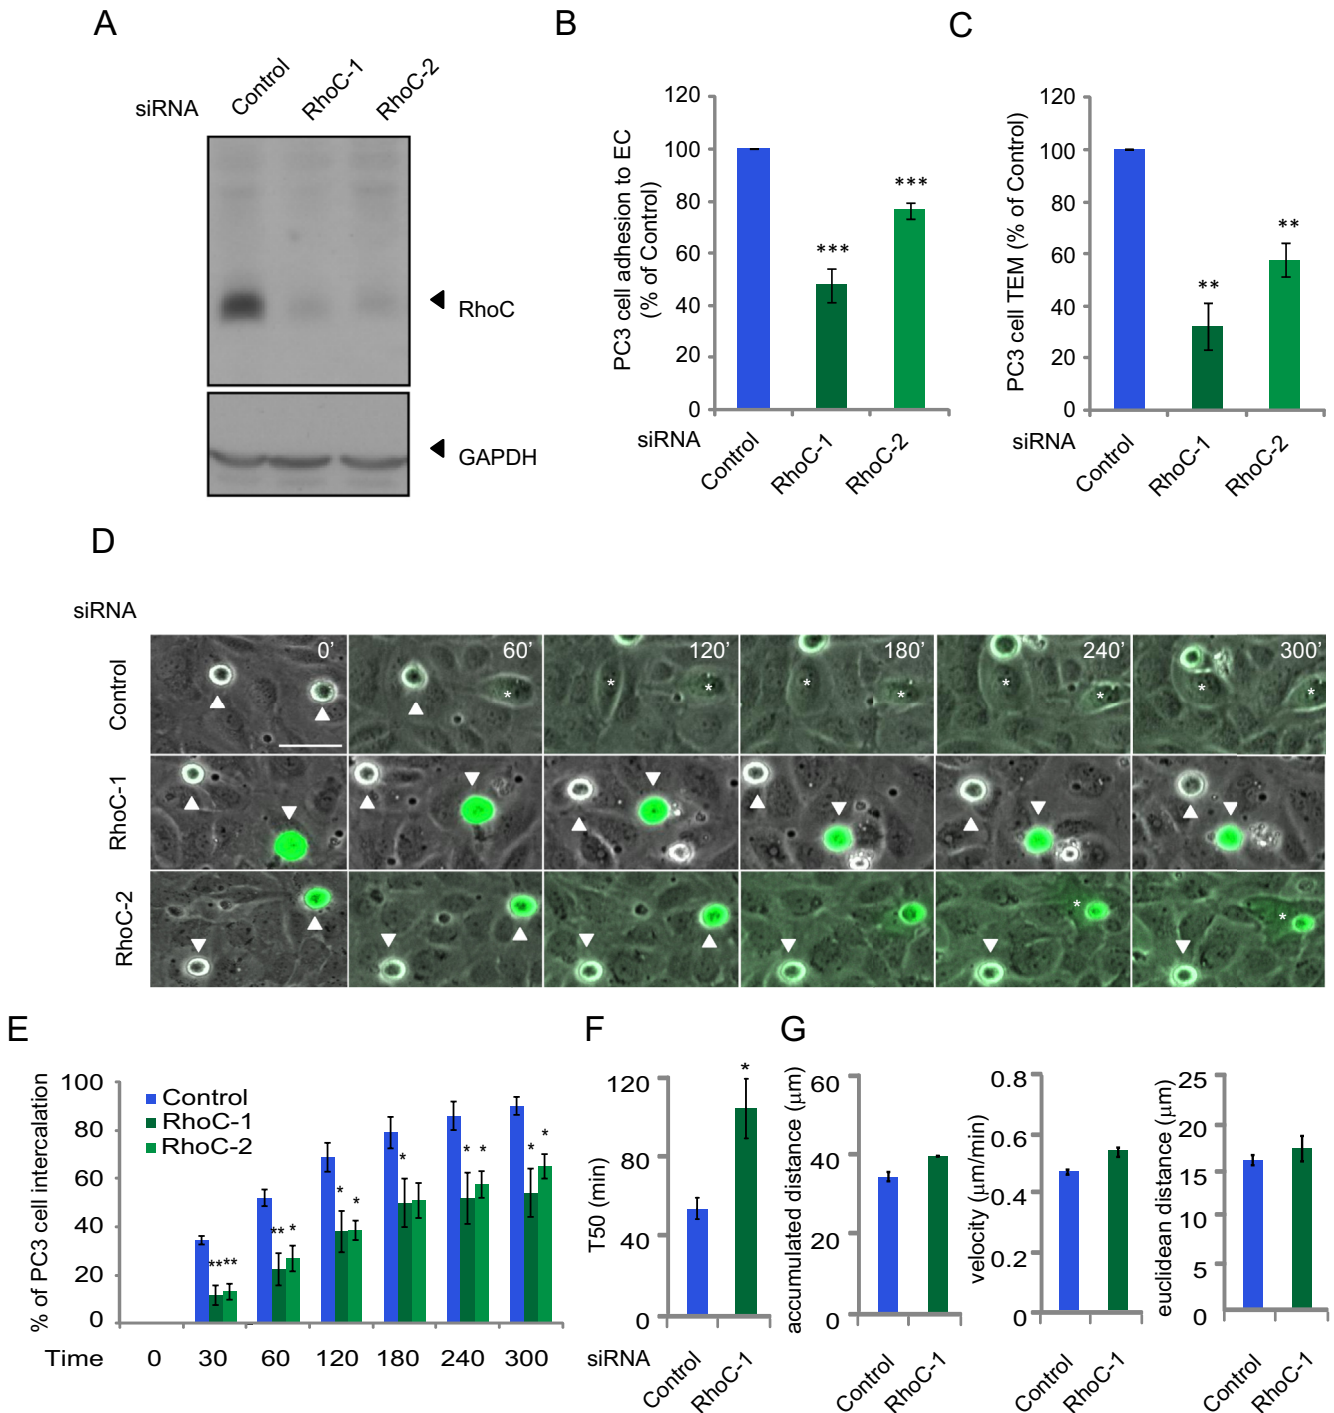 A
siRNA
Control
RhoC-1
RhoC-2
RhoC
GAPDH
B
PC3 cell adhesion to EC
(% of Control)
120
100
80
60
40
20
0
***
***
siRNA
Control
RhoC-1
RhoC-2
C
PC3 cell TEM (% of Control)
120
100
80
60
40
20
0
**
**
siRNA
Control
RhoC-1
RhoC-2
D
siRNA
Control
0’
60’
120’
180’
240’
300’
* * * * * * * * *
RhoC-1
RhoC-2
* *
E
% of PC3 cell intercalation
100
80
60
40
20
0
Control
RhoC-1
RhoC-2
** **
** *
* *
*
* *
* *
Time 0 30 60 120 180 240 300
F
T50 (min)
120
80
40
0
*
siRNA
Control
RhoC-1
G
accumulated distance (μm)
60
40
20
0
Control
RhoC-1
velocity (μm/min)
0.8
0.6
0.4
0.2
0
Control
RhoC-1
euclidean distance (μm)
25
20
15
10
5
0
Control
RhoC-1